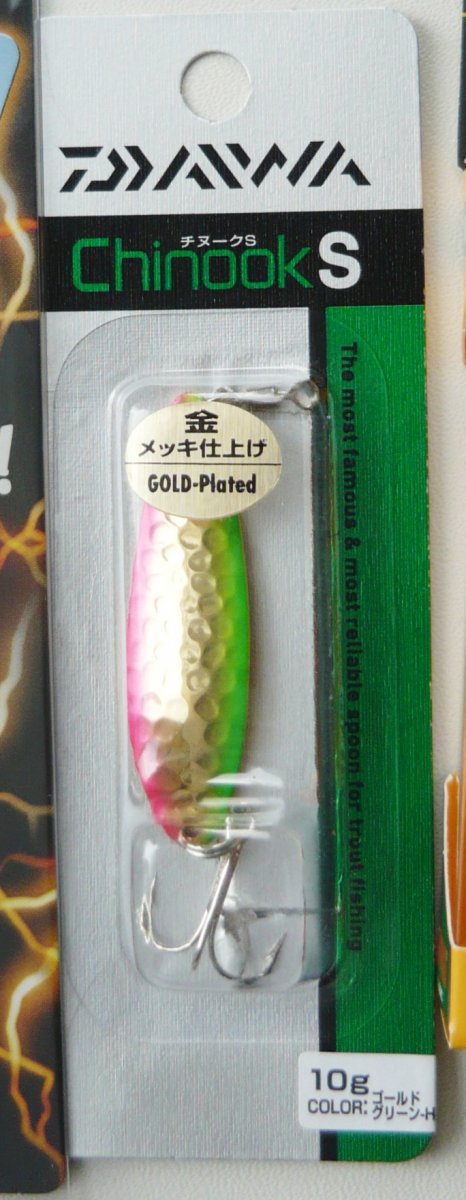 DAIWA
チヌークS
Chinook S
金
メッキ仕上げ
GOLD-Plated
The most famous & most reliable spoon for trout fishing
10g
COLOR: ゴールド
グリーン-H
!